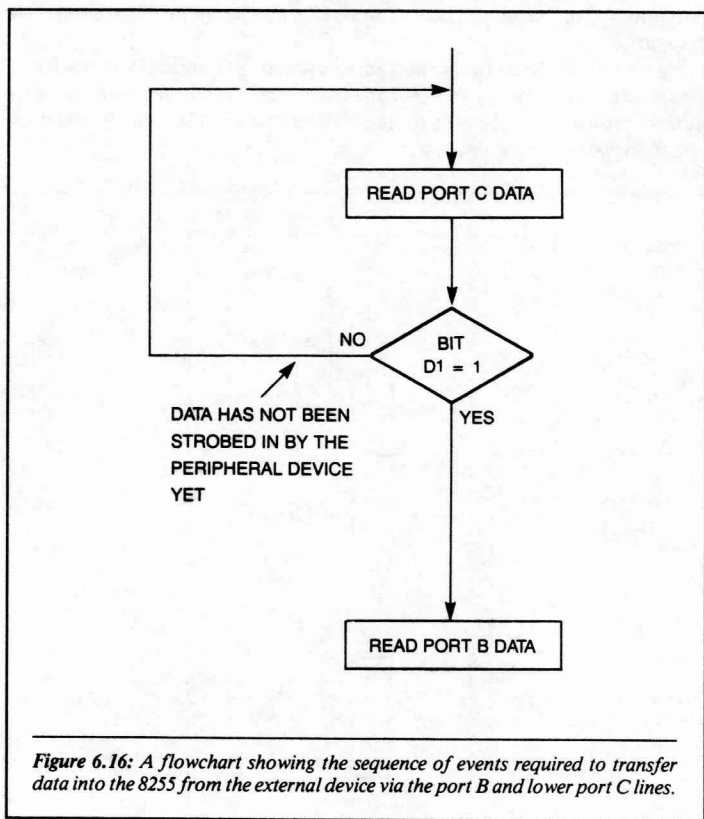 READ PORT C DATA
NO
BIT
D1 = 1
YES
DATA HAS NOT BEEN
STROBED IN BY THE
PERIPHERAL DEVICE
YET
READ PORT B DATA
Figure 6.16: A flowchart showing the sequence of events required to transfer
data into the 8255 from the external device via the port B and lower port C lines.